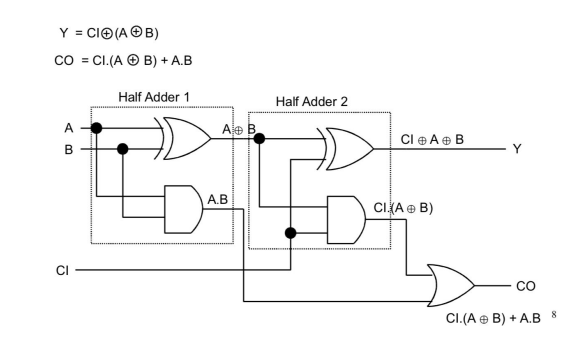 Y = CI⊕(A ⊕ B)
CO = CI.(A ⊕ B) + A.B
Half Adder 1
Half Adder 2
A
A ⊕ B
B
CI ⊕ A ⊕ B
Y
A.B
CI.(A ⊕ B)
CI
CO
CI.(A ⊕ B) + A.B
8